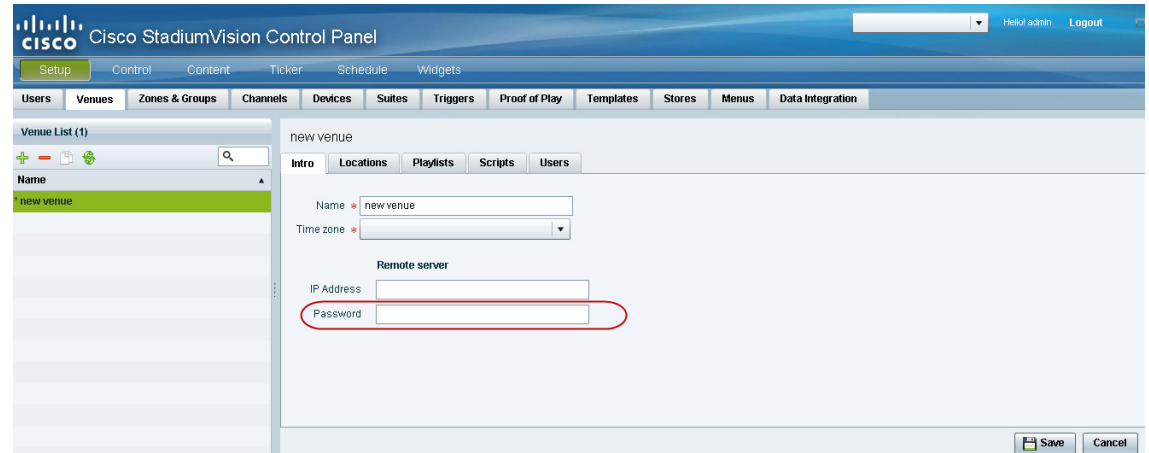 CISCO Cisco StadiumVision Control Panel Hello! admin Logout
Setup Control Content Ticker Schedule Widgets
Users Venues Zones & Groups Channels Devices Suites Triggers Proof of Play Templates Stores Menus Data Integration
Venue List (1)
new venue
Intro Locations Playlists Scripts Users
Name
* new venue
Name * new venue
Time zone *
Remote server
IP Address
Password
Save Cancel